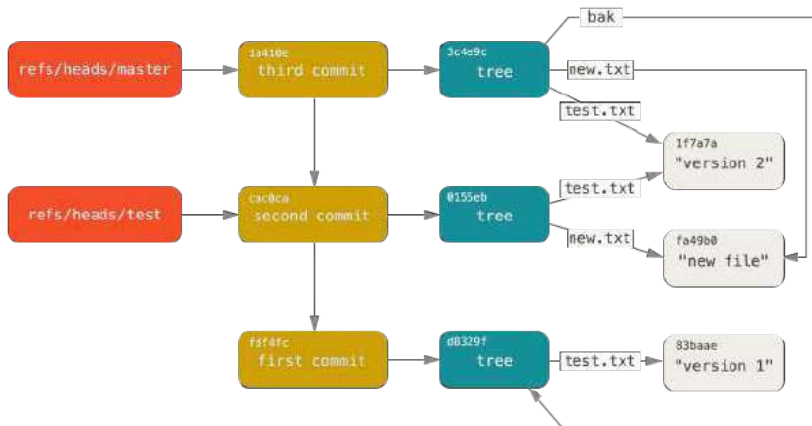 bak
1a410e
3c4e9c
refs/heads/master
third commit
tree
new.txt
test.txt
1f7a7a
"version 2"
cac0ca
0155eb
test.txt
refs/heads/test
second commit
tree
new.txt
fa49b0
"new file"
fdf4fc
d8329f
83baae
first commit
tree
test.txt
"version 1"